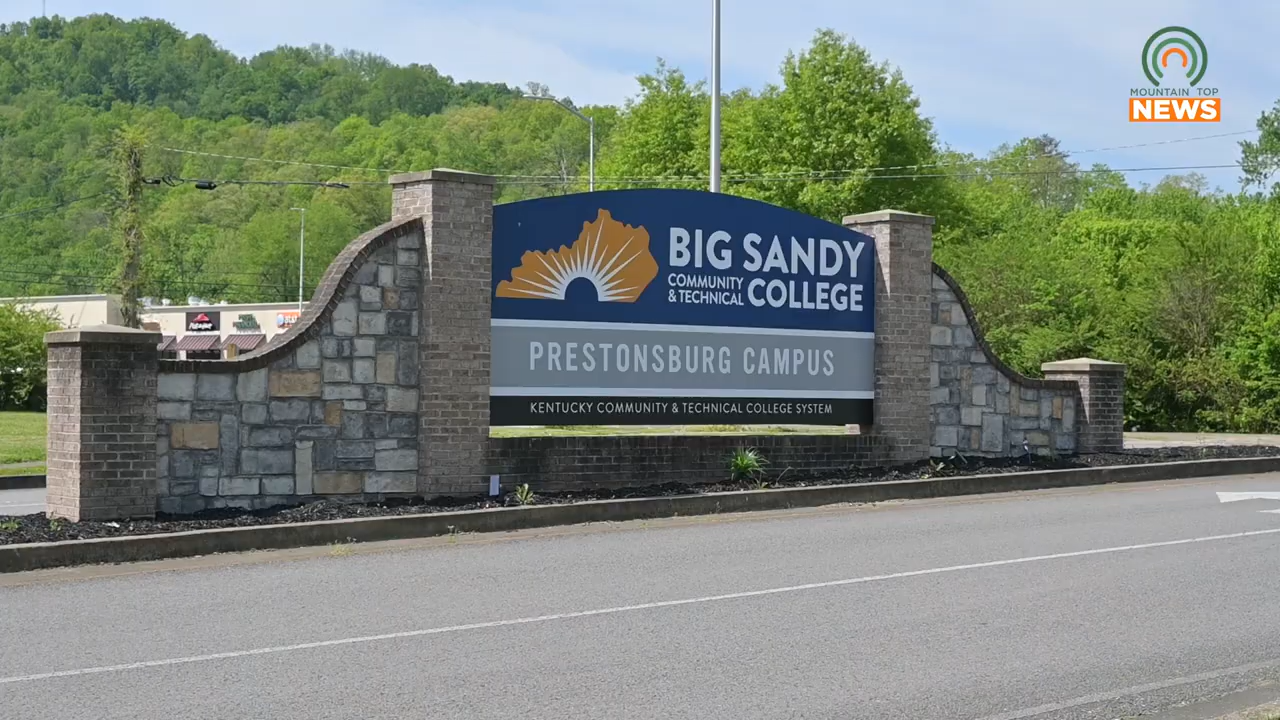 MOUNTAIN TOP
NEWS
BIG SANDY
COMMUNITY
& TECHNICAL
COLLEGE
PRESTONSBURG CAMPUS
KENTUCKY COMMUNITY & TECHNICAL COLLEGE SYSTEM